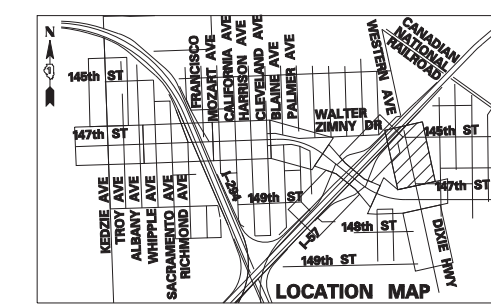 N
CANADIAN
NATIONAL
RAILROAD
WESTERN AVE
FRANCISCO
MOZART AVE
CALIFORNIA AVE
HARRISON AVE
CLEVELAND AVE
BLAINE AVE
PALMER AVE
145th ST
WALTER
ZIMNY DR
147th ST
145th ST
I-294
149th ST
147th ST
KEDZIE AVE
TROY AVE
ALBANY AVE
WHIPPLE AVE
SACRAMENTO AVE
RICHMOND AVE
I-57
148th ST
DIXIE HWY
149th ST
LOCATION MAP